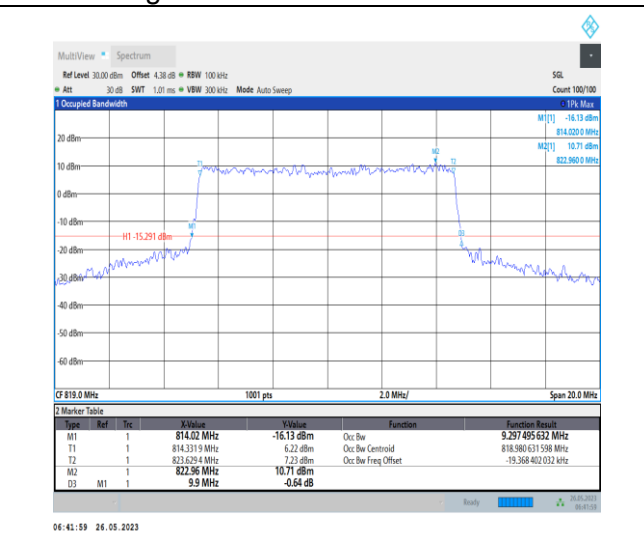 MultiView Spectrum
Ref Level 30.00 dBm Offset 4.38 dB RBW 100 kHz SGL
Att 30 dB SWT 1.01 ms VBW 300 kHz Mode Auto Sweep Count 100/100
1 Occupied Bandwidth 1Pk Max
M1[1] -16.13 dBm
814.020 0 MHz
M2[1] 10.71 dBm
822.960 0 MHz
20 dBm
M2
T1 T2
10 dBm
0 dBm
-10 dBm
M1
H1 -15.291 dBm D3
-20 dBm
-30 dBm
-40 dBm
-50 dBm
-60 dBm
CF 819.0 MHz 1001 pts 2.0 MHz/ Span 20.0 MHz
2 Marker Table
Type Ref Trc X-Value Y-Value Function Function Result
M1 1 814.02 MHz -16.13 dBm Occ Bw 9.297 495 632 MHz
T1 1 814.331 9 MHz 6.22 dBm Occ Bw Centroid 818.980 631 598 MHz
T2 1 823.629 4 MHz 7.23 dBm Occ Bw Freq Offset -19.368 402 032 kHz
M2 1 822.96 MHz 10.71 dBm
D3 M1 1 9.9 MHz -0.64 dB
Ready 26.05.2023
06:41:59
06:41:59 26.05.2023